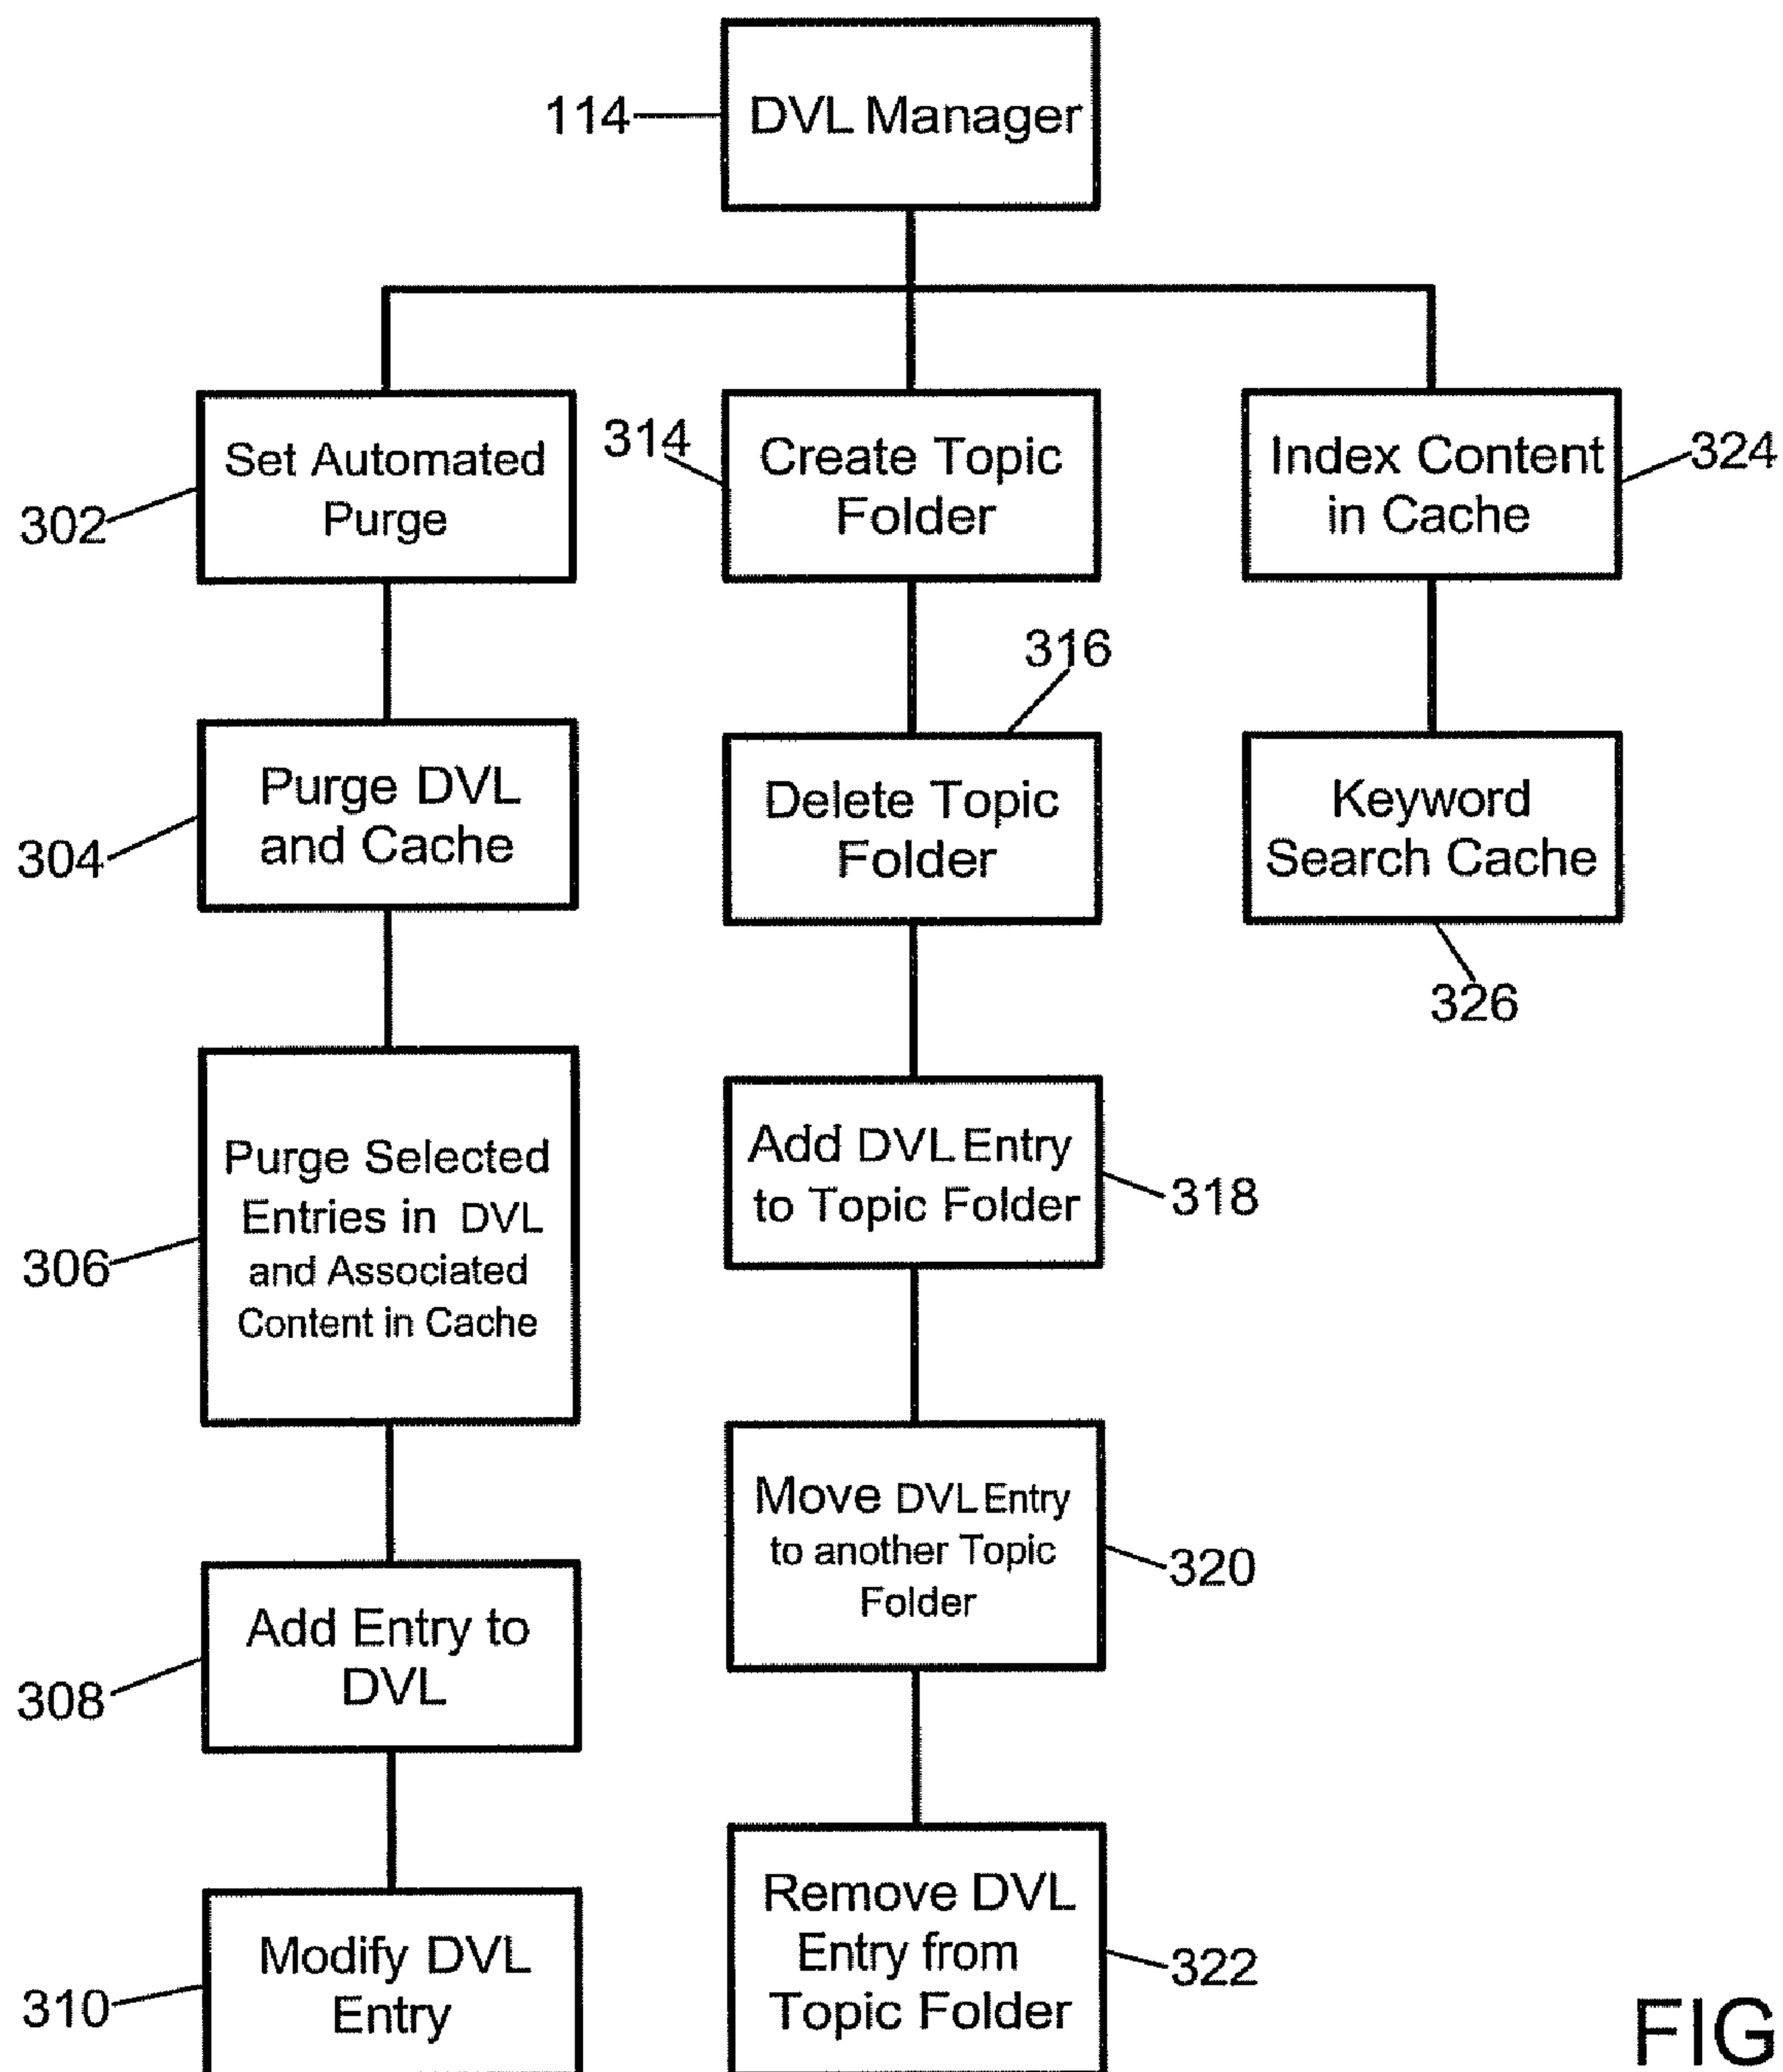 114
DVL Manager
302
Set Automated
Purge
304
Purge DVL
and Cache
306
Purge Selected
Entries in DVL
and Associated
Content in Cache
308
Add Entry to
DVL
310
Modify DVL
Entry
314
Create Topic
Folder
316
Delete Topic
Folder
Add DVL Entry
to Topic Folder
318
Move DVL Entry
to another Topic
Folder
320
Remove DVL
Entry from
Topic Folder
322
Index Content
in Cache
324
Keyword
Search Cache
326
FIG